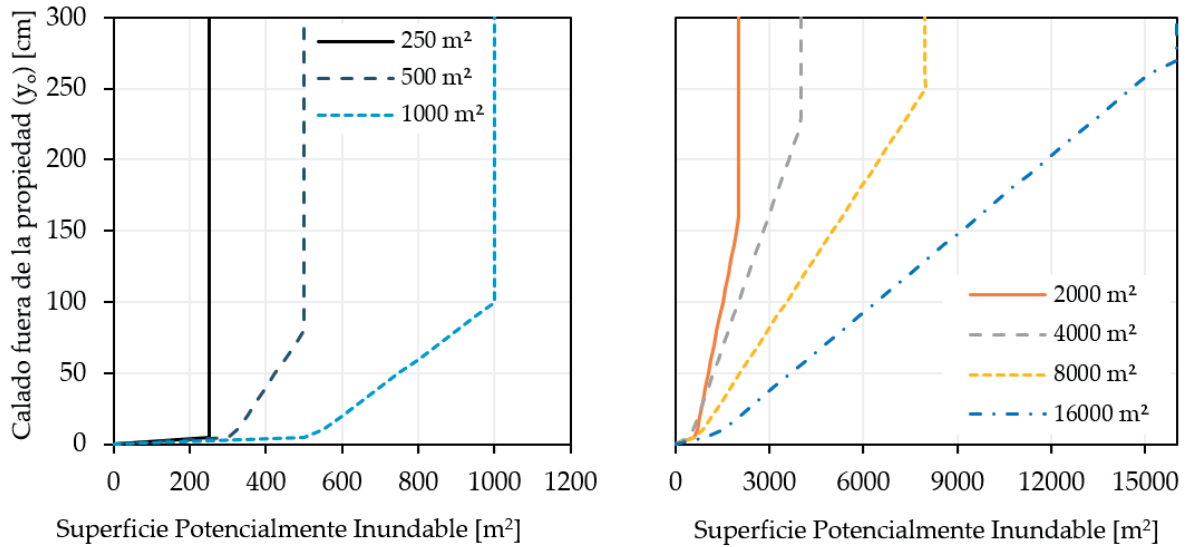 Calado fuera de la propiedad (yₒ) [cm]
300
250
200
150
100
50
0
0 200 400 600 800 1000 1200
250 m²
500 m²
1000 m²
Superficie Potencialmente Inundable [m²]
0 3000 6000 9000 12000 15000
2000 m²
4000 m²
8000 m²
16000 m²
Superficie Potencialmente Inundable [m²]